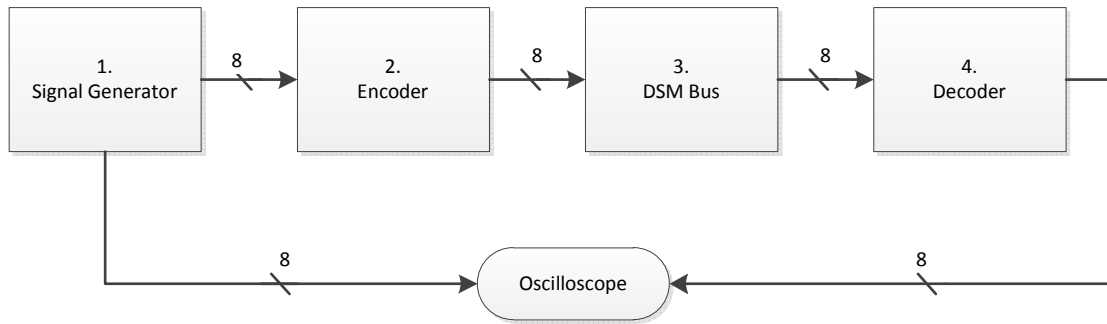 1.
Signal Generator
8
2.
Encoder
8
3.
DSM Bus
8
4.
Decoder
8
Oscilloscope
8